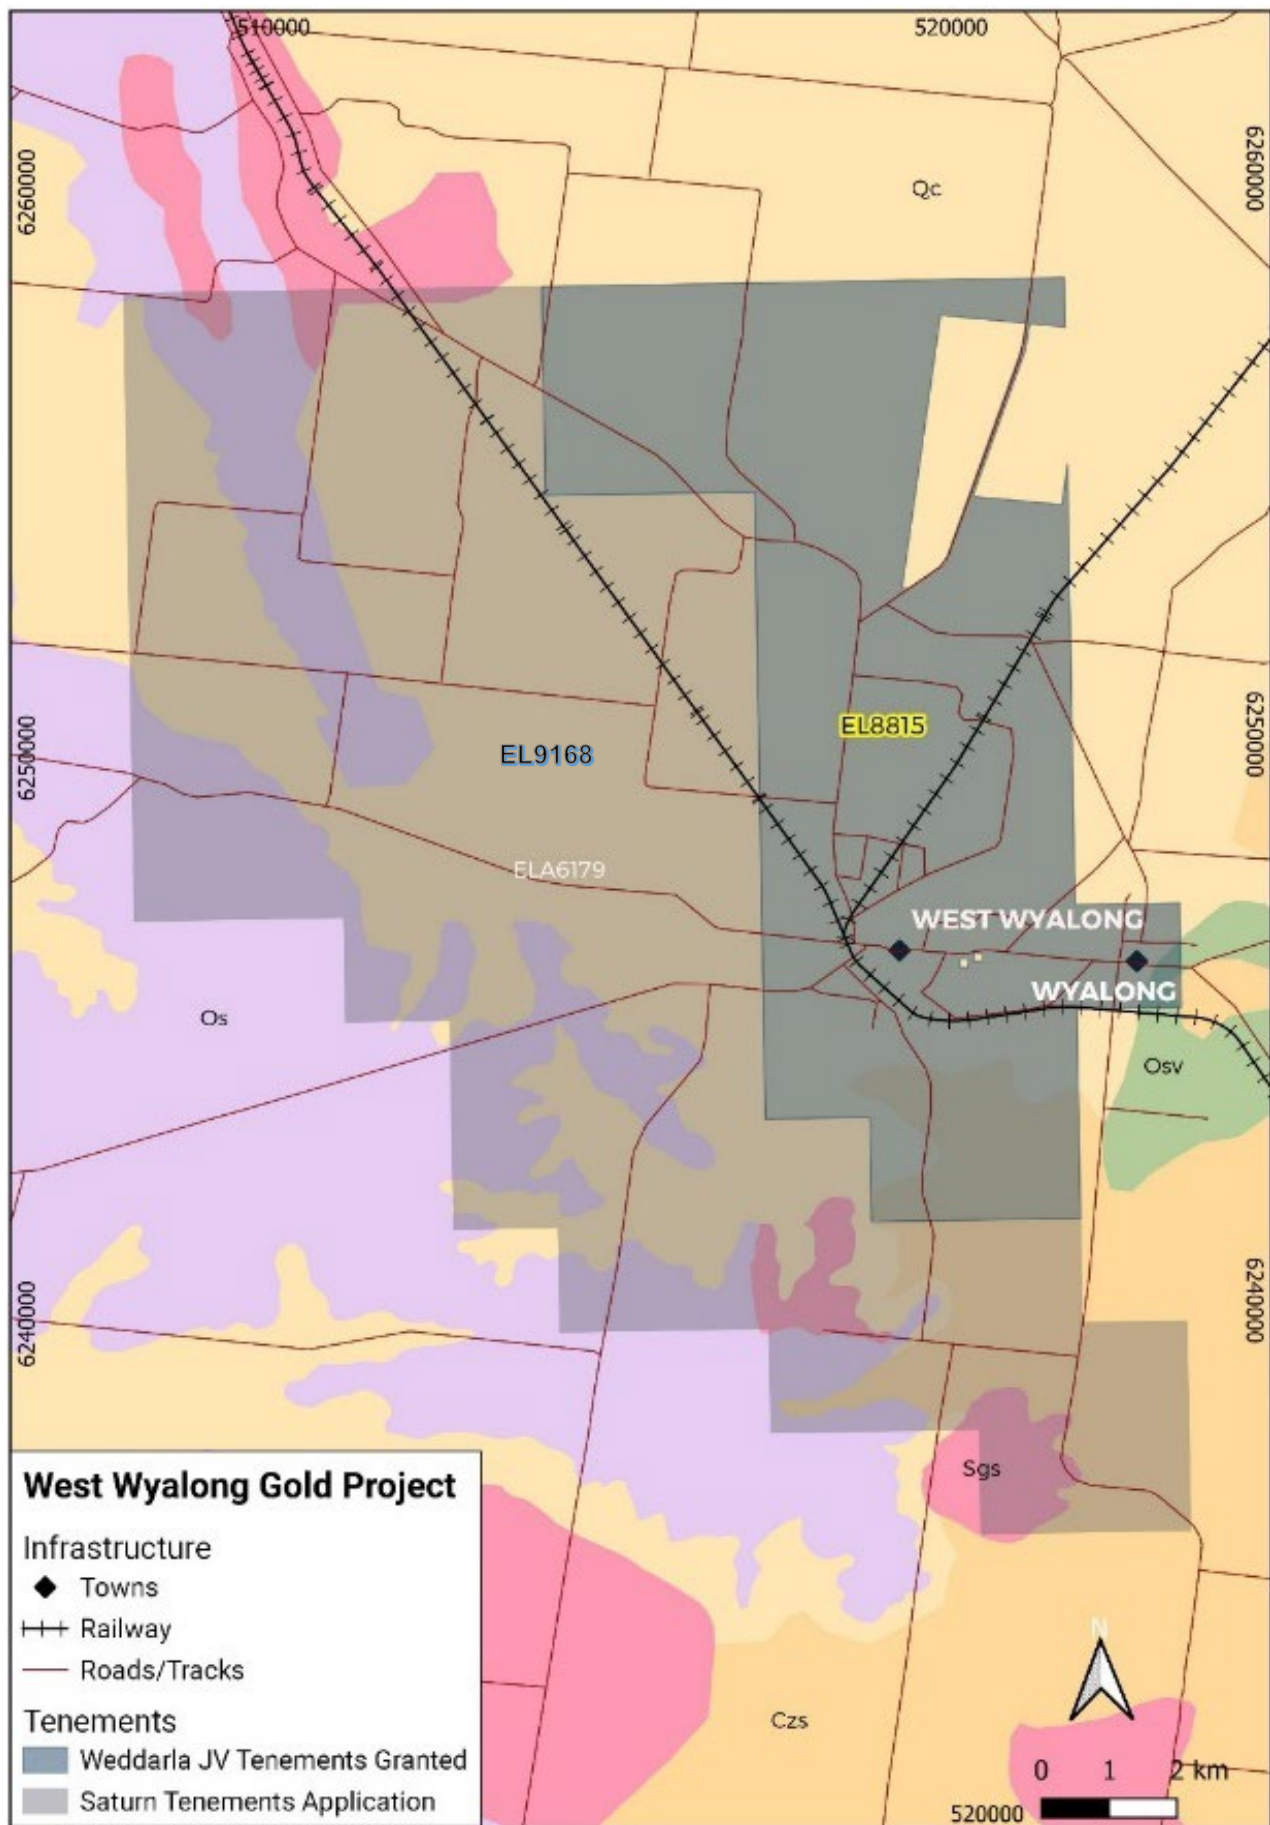 510000
520000
6260000
6260000
Qc
EL8815
EL9168
6250000
6250000
ELA6179
WEST WYALONG
WYALONG
Os
Osv
6240000
6240000
Sgs
West Wyalong Gold Project
Infrastructure
Towns
Railway
Roads/Tracks
Tenements
Weddarla JV Tenements Granted
Saturn Tenements Application
Czs
N
0 1 2 km
520000